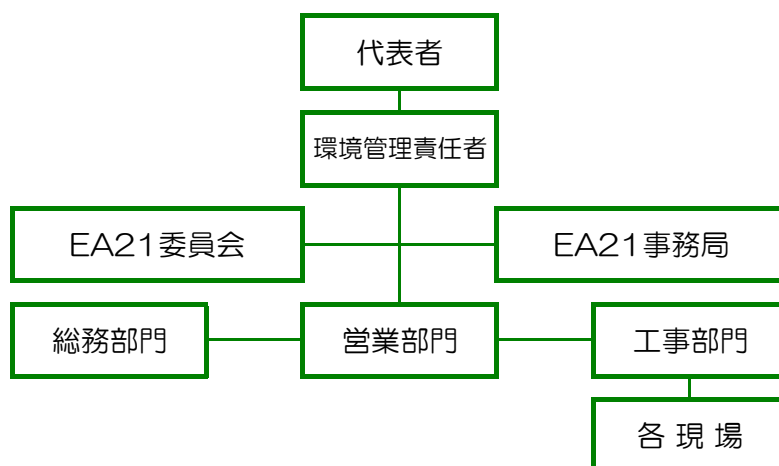 代表者
環境管理責任者
EA21委員会
EA21事務局
総務部門
営業部門
工事部門
各 現 場